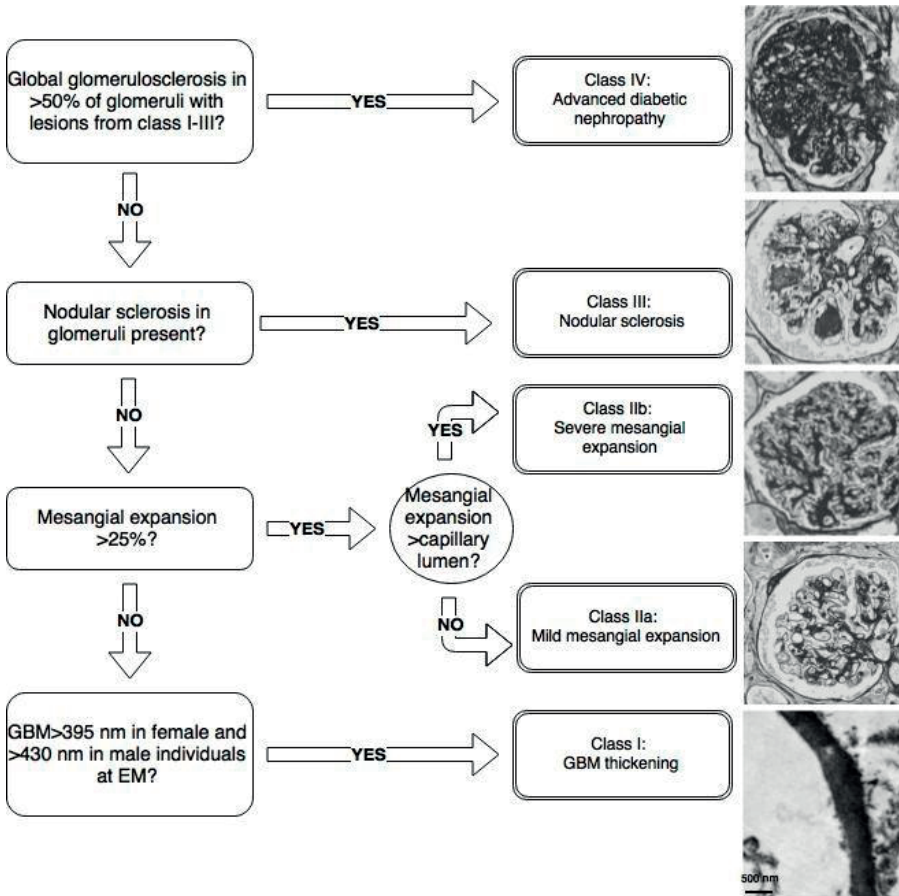 Global glomerulosclerosis in
>50% of glomeruli with
lesions from class I-III?
YES
Class IV:
Advanced diabetic
nephropathy
NO
Nodular sclerosis in
glomeruli present?
YES
Class III:
Nodular sclerosis
NO
YES
Class IIb:
Severe mesangial
expansion
Mesangial expansion
>25%?
YES
Mesangial
expansion
>capillary
lumen?
NO
NO
Class IIa:
Mild mesangial expansion
GBM>395 nm in female and
>430 nm in male individuals
at EM?
YES
Class I:
GBM thickening
500 nm